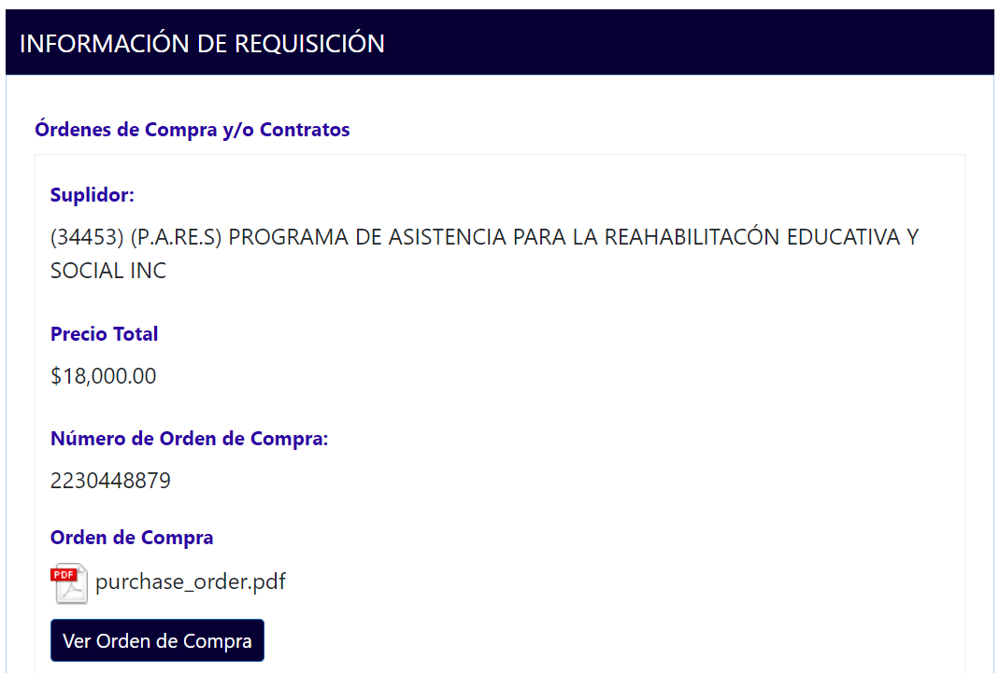 INFORMACIÓN DE REQUISICIÓN
Órdenes de Compra y/o Contratos
Suplidor:
(34453) (P.A.RE.S) PROGRAMA DE ASISTENCIA PARA LA REAHABILITACÓN EDUCATIVA Y
SOCIAL INC
Precio Total
$18,000.00
Número de Orden de Compra:
2230448879
Orden de Compra
PDF
purchase_order.pdf
Ver Orden de Compra